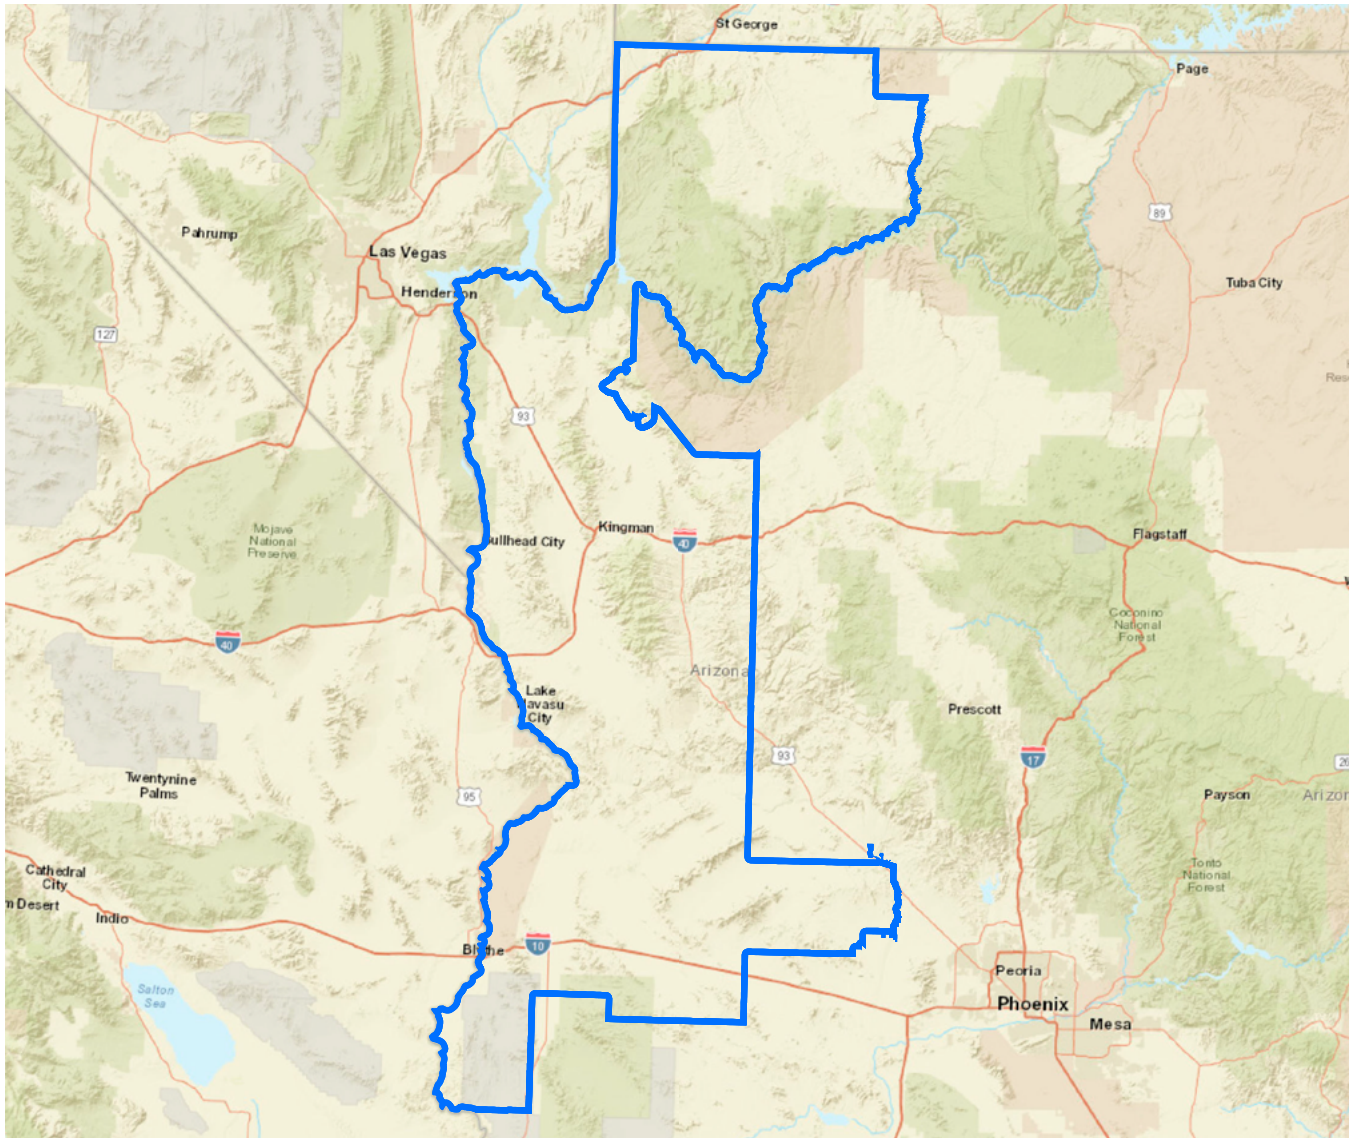 St George
Page
89
Pahrump
Las Vegas
Tuba City
Henderson
127
93
Kingman
Bullhead City
40
Flagstaff
Mojave
National
Preserve
Coconino
National
Forest
40
Arizona
Lake
Havasu
City
Prescott
93
17
Twentynine
Palms
95
Payson
Cathedral
City
Tonto
National
Forest
m Desert
Indio
Blythe
10
Peoria
Salton
Sea
Phoenix
Mesa